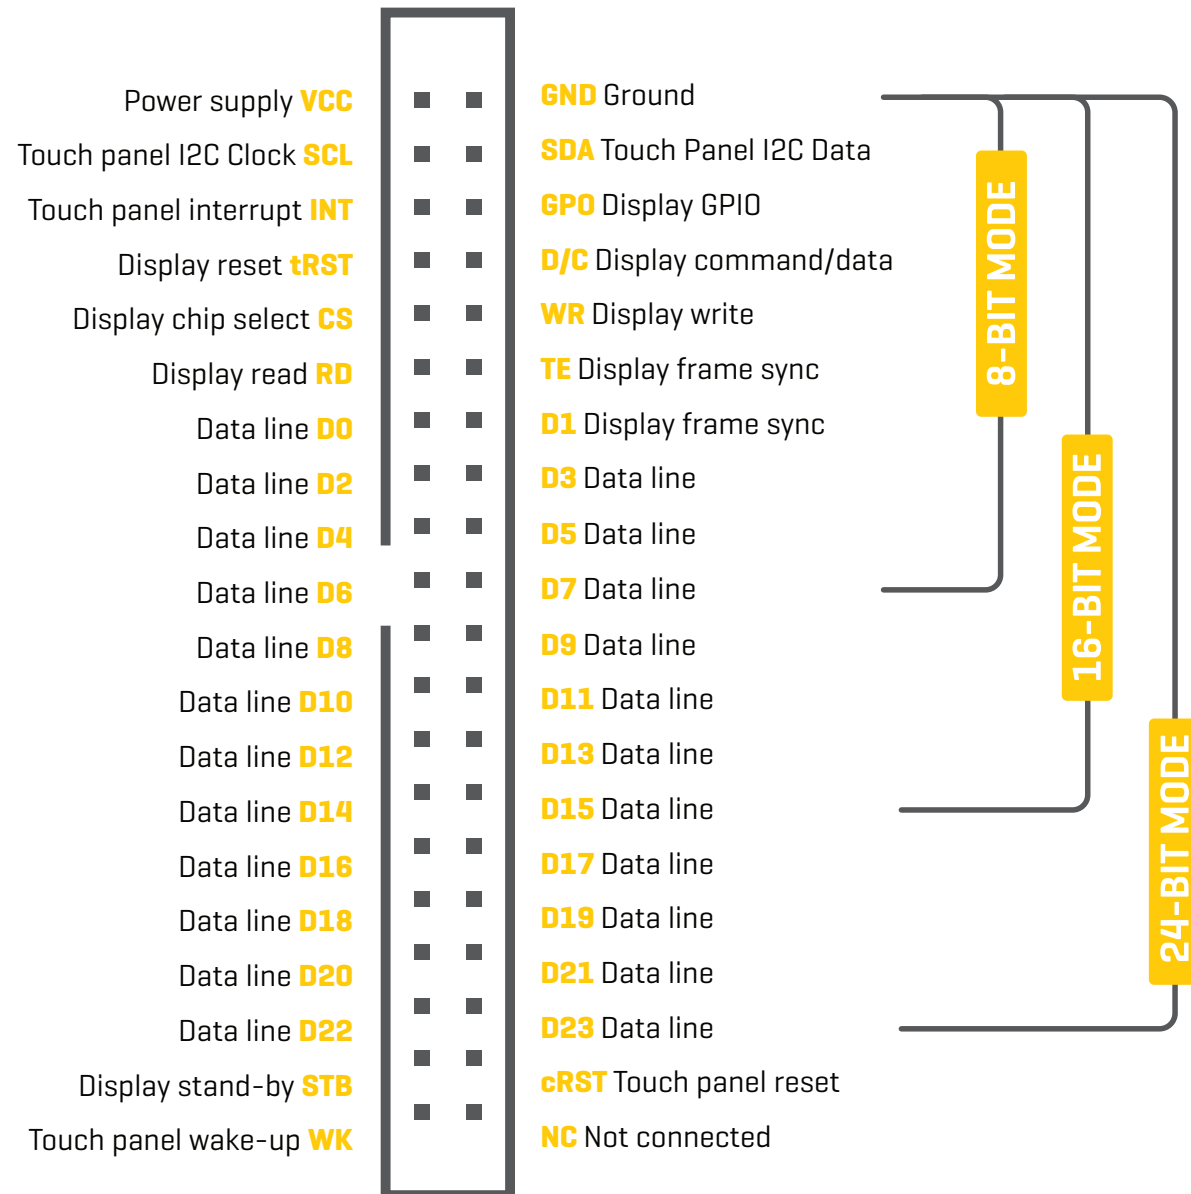 Power supply VCC
GND Ground
Touch panel I2C Clock SCL
SDA Touch Panel I2C Data
Touch panel interrupt INT
GPO Display GPIO
Display reset tRST
D/C Display command/data
Display chip select CS
WR Display write
Display read RD
TE Display frame sync
Data line D0
D1 Display frame sync
Data line D2
D3 Data line
Data line D4
D5 Data line
Data line D6
D7 Data line
Data line D8
D9 Data line
Data line D10
D11 Data line
Data line D12
D13 Data line
Data line D14
D15 Data line
Data line D16
D17 Data line
Data line D18
D19 Data line
Data line D20
D21 Data line
Data line D22
D23 Data line
Display stand-by STB
cRST Touch panel reset
Touch panel wake-up WK
NC Not connected
8-BIT MODE
16-BIT MODE
24-BIT MODE